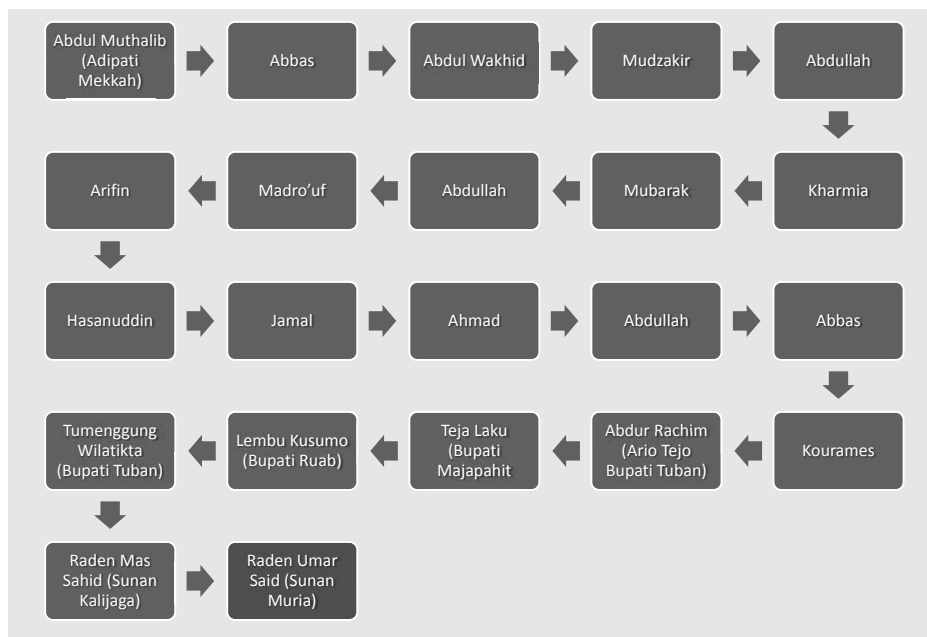 Abdul Muthalib
(Adipati
Mekkah)
Abbas
Abdul Wakhid
Mudzakir
Abdullah
Kharmia
Mubarak
Abdullah
Madro’uf
Arifin
Hasanuddin
Jamal
Ahmad
Abdullah
Abbas
Kourames
Abdur Rachim
(Ario Tejo
Bupati Tuban)
Teja Laku
(Bupati
Majapahit
Lembu Kusumo
(Bupati Ruab)
Tumenggung
Wilatikta
(Bupati Tuban)
Raden Mas
Sahid (Sunan
Kalijaga)
Raden Umar
Said (Sunan
Muria)